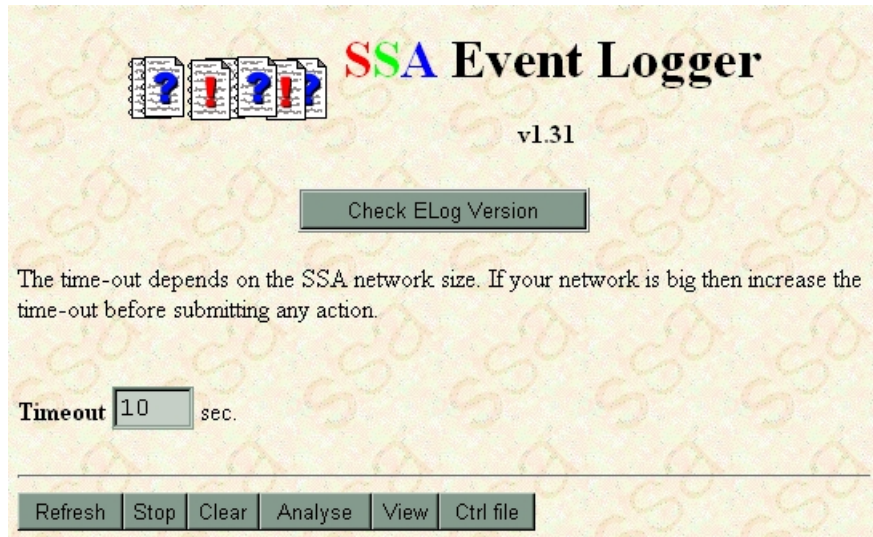 SSA Event Logger
v1.31
Check ELog Version
The time-out depends on the SSA network size. If your network is big then increase the
time-out before submitting any action.
Timeout 10 sec.
Refresh Stop Clear Analyse View Ctrl file